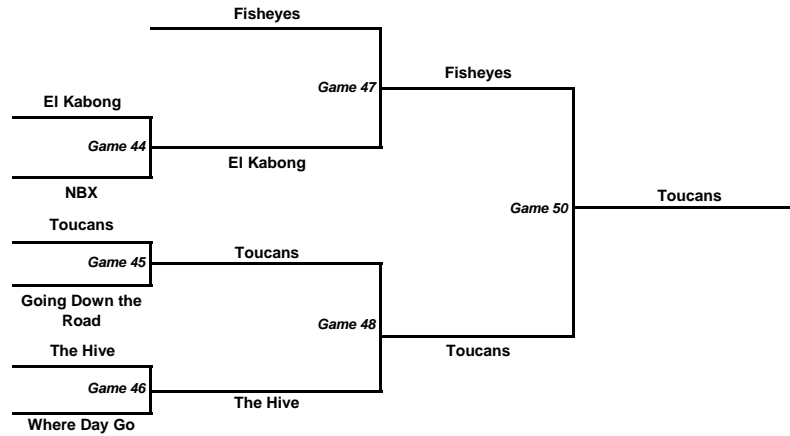 Fisheyes
Game 47
Fisheyes
El Kabong
Game 44
El Kabong
NBX
Game 50
Toucans
Toucans
Game 45
Toucans
Going Down the
Road
Game 48
Toucans
The Hive
Game 46
The Hive
Where Day Go